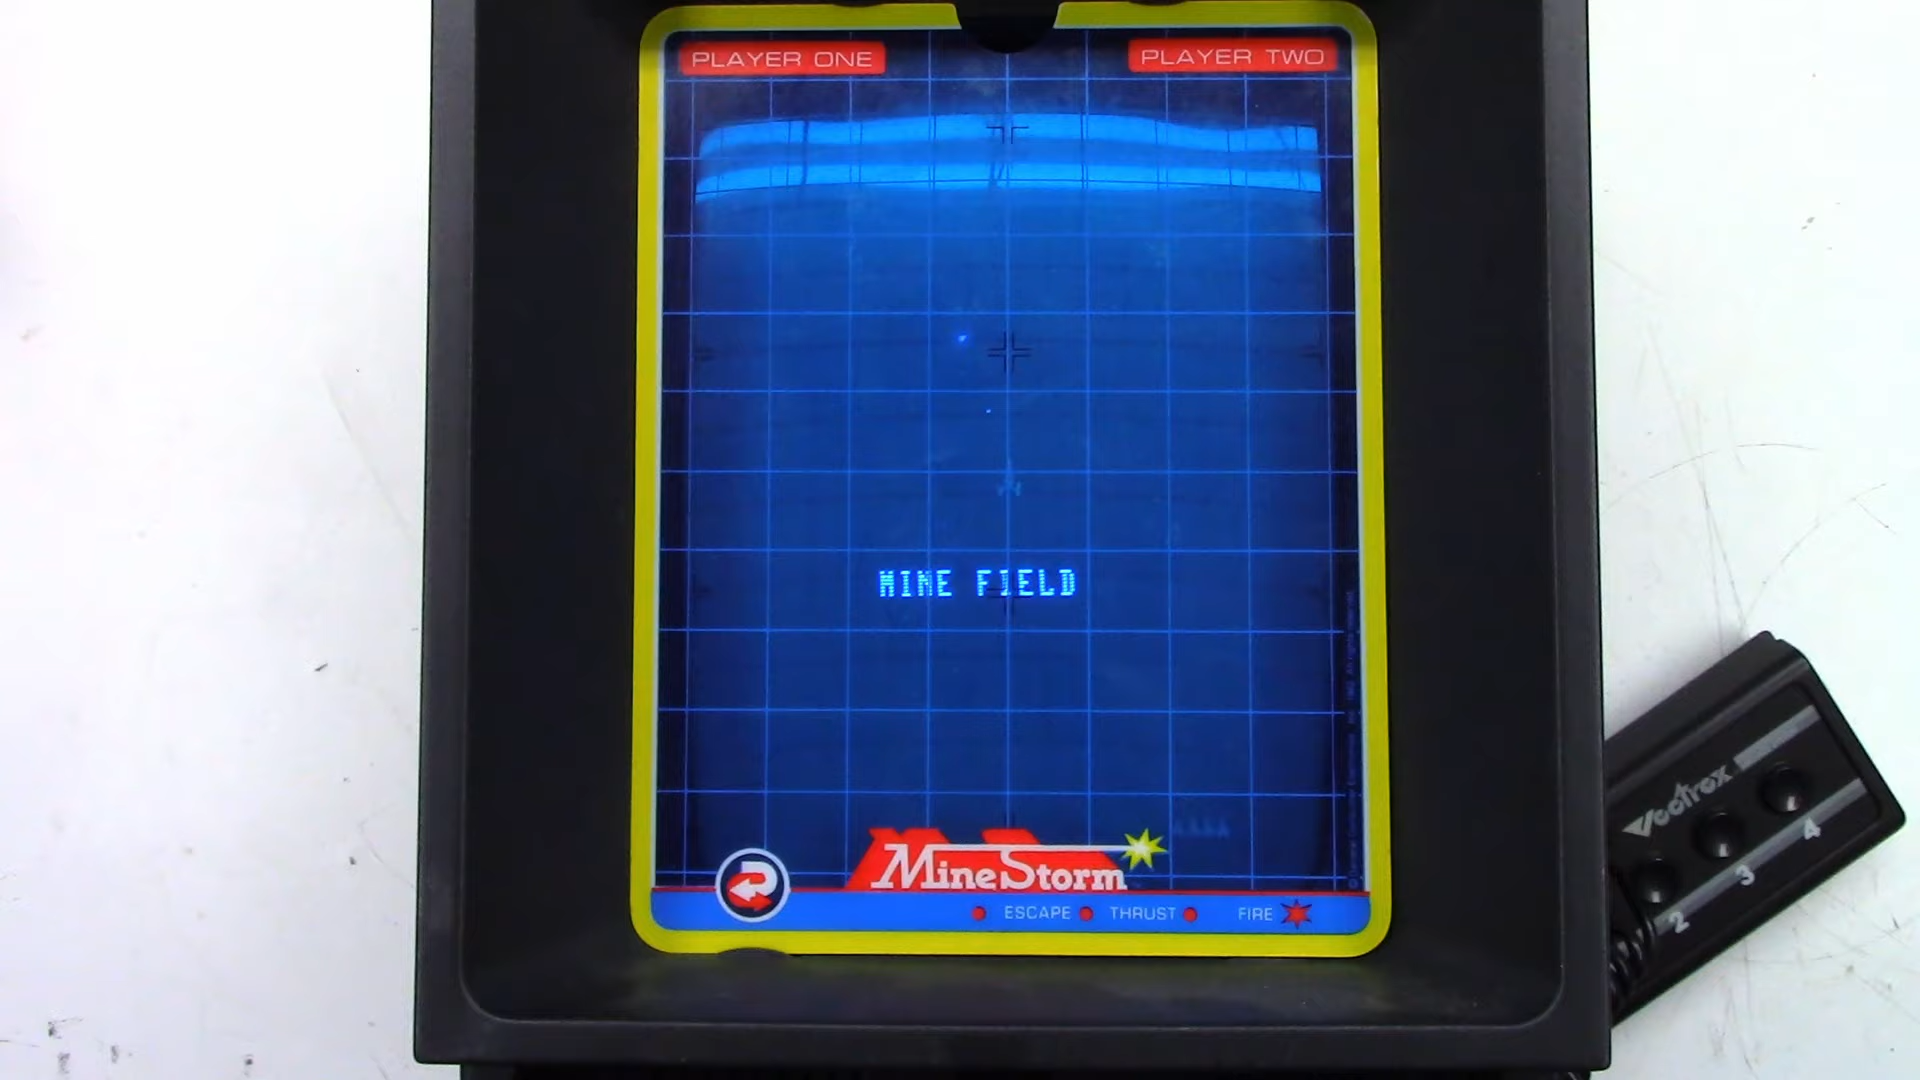 PLAYER ONE
PLAYER TWO
MINE FIELD
MineStorm
ESCAPE THRUST FIRE
Vectrex
2 3 4